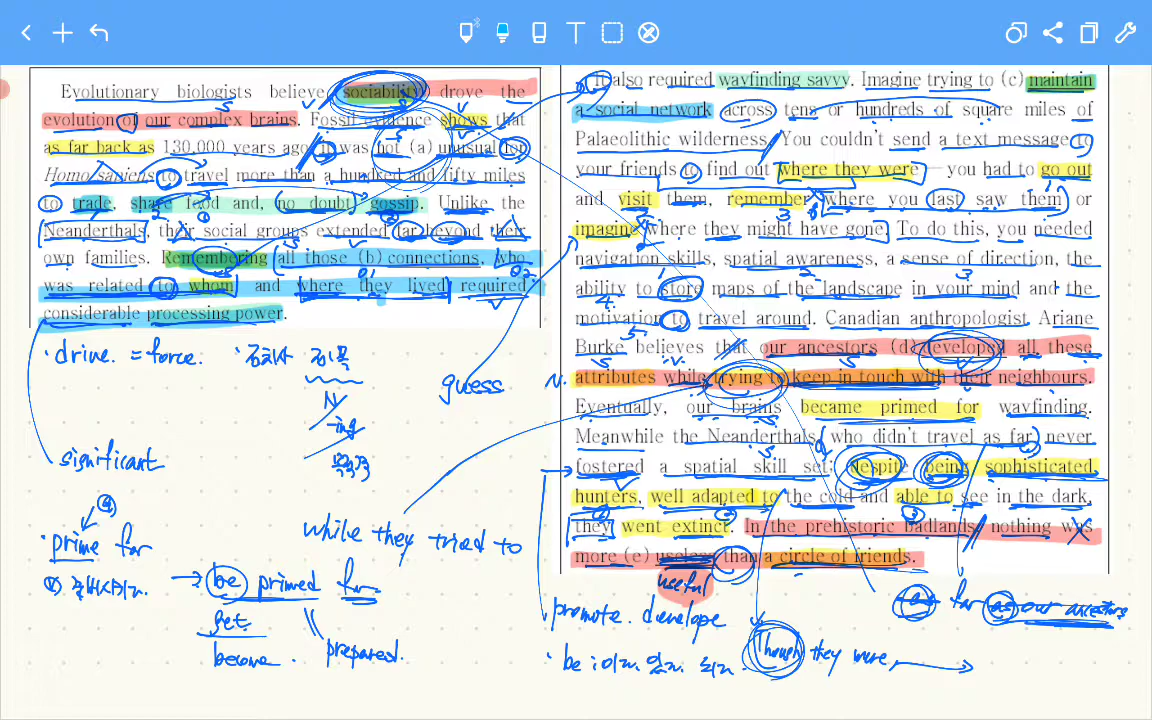 Evolutionary biologists believe sociability drove the
evolution of our complex brains. Fossil evidence shows that
as far back as 130,000 years ago, it was not (a) unusual for
Homo sapiens to travel more than a hundred and fifty miles
to trade, share food and, no doubt, gossip. Unlike the
Neanderthals, their social groups extended far beyond their
own families. Remembering all those (b) connections, who
was related to whom and where they lived required
considerable processing power.
· drive. = force.
guess
N
-ing
significant
· prime for
→ be primed for
get
become.
prepared.
while they tried to
It also required wayfinding savvy. Imagine trying to (c) maintain
a social network across tens or hundreds of square miles of
Palaeolithic wilderness. You couldn't send a text message to
your friends to find out where they were — you had to go out
and visit them, remember where you last saw them or
imagine where they might have gone. To do this, you needed
navigation skills, spatial awareness, a sense of direction, the
ability to store maps of the landscape in your mind and the
motivation to travel around. Canadian anthropologist Ariane
Burke believes that our ancestors (d) developed all these
N. attributes while trying to keep in touch with their neighbours.
Eventually, our brains became primed for wayfinding.
Meanwhile the Neanderthals, who didn't travel as far, never
fostered a spatial skill set; despite being sophisticated
hunters, well adapted to the cold and able to see in the dark,
they went extinct. In the prehistoric badlands, nothing was
more (e) useless than a circle of friends.
useful
promote. develope
as far as our ancestors
· be 이다. 있다. 되다.
Though they were